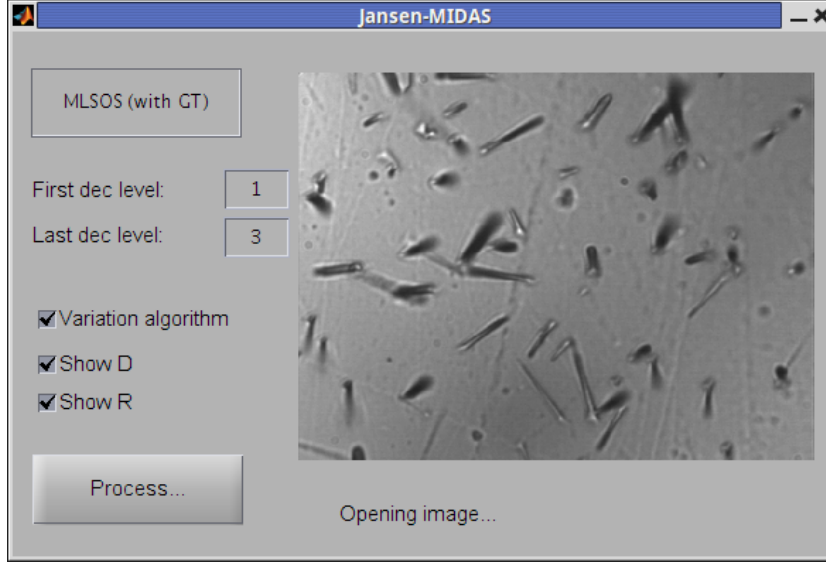 Jansen-MIDAS
MLSOS (with GT)
First dec level: 1
Last dec level: 3
Variation algorithm
Show D
Show R
Process...
Opening image...